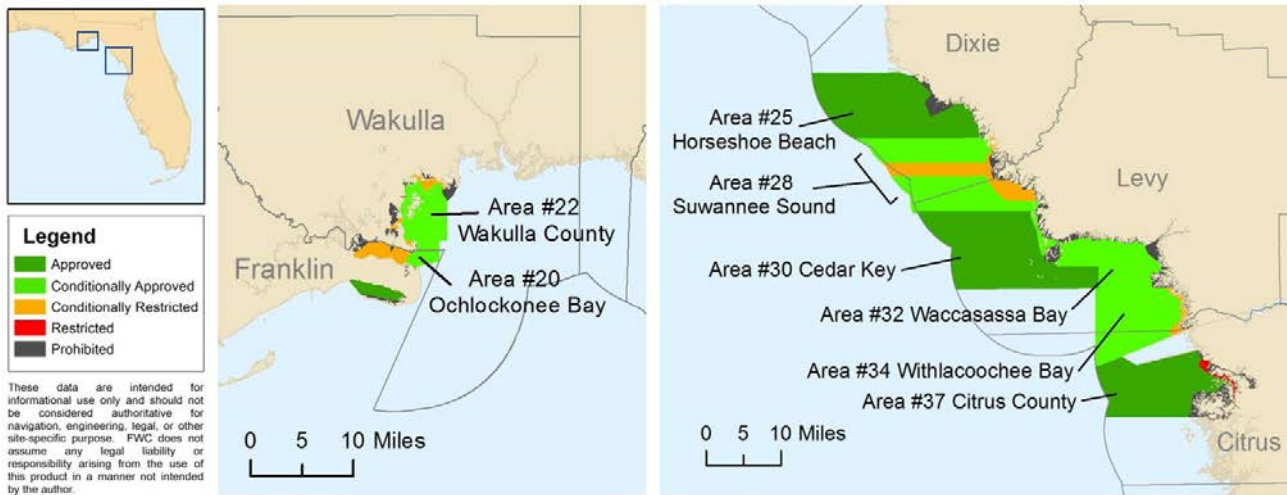 Legend
Approved
Conditionally Approved
Conditionally Restricted
Restricted
Prohibited
These data are intended for
informational use only and should not
be considered authoritative for
navigation, engineering, legal, or other
site-specific purpose. FWC does not
assume any legal liability or
responsibility arising from the use of
this product in a manner not intended
by the author.
Wakulla
Area #22
Wakulla County
Franklin
Area #20
Ochlockonee Bay
0 5 10 Miles
Dixie
Area #25
Horseshoe Beach
Levy
Area #28
Suwannee Sound
Area #30 Cedar Key
Area #32 Waccasassa Bay
Area #34 Withlacoochee Bay
Area #37 Citrus County
0 5 10 Miles
Citrus